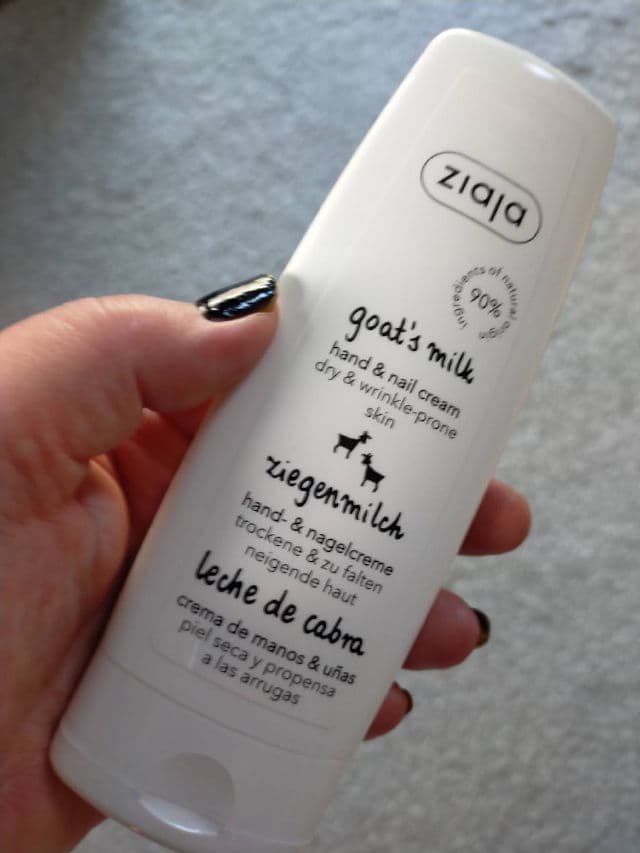 ziaja
ingredients of natural origin
90%
goat's milk
hand & nail cream
dry & wrinkle-prone
skin
ziegenmilch
hand- & nagelcreme
trockene & zu falten
neigende haut
leche de cabra
crema de manos & uñas
piel seca y propensa
a las arrugas